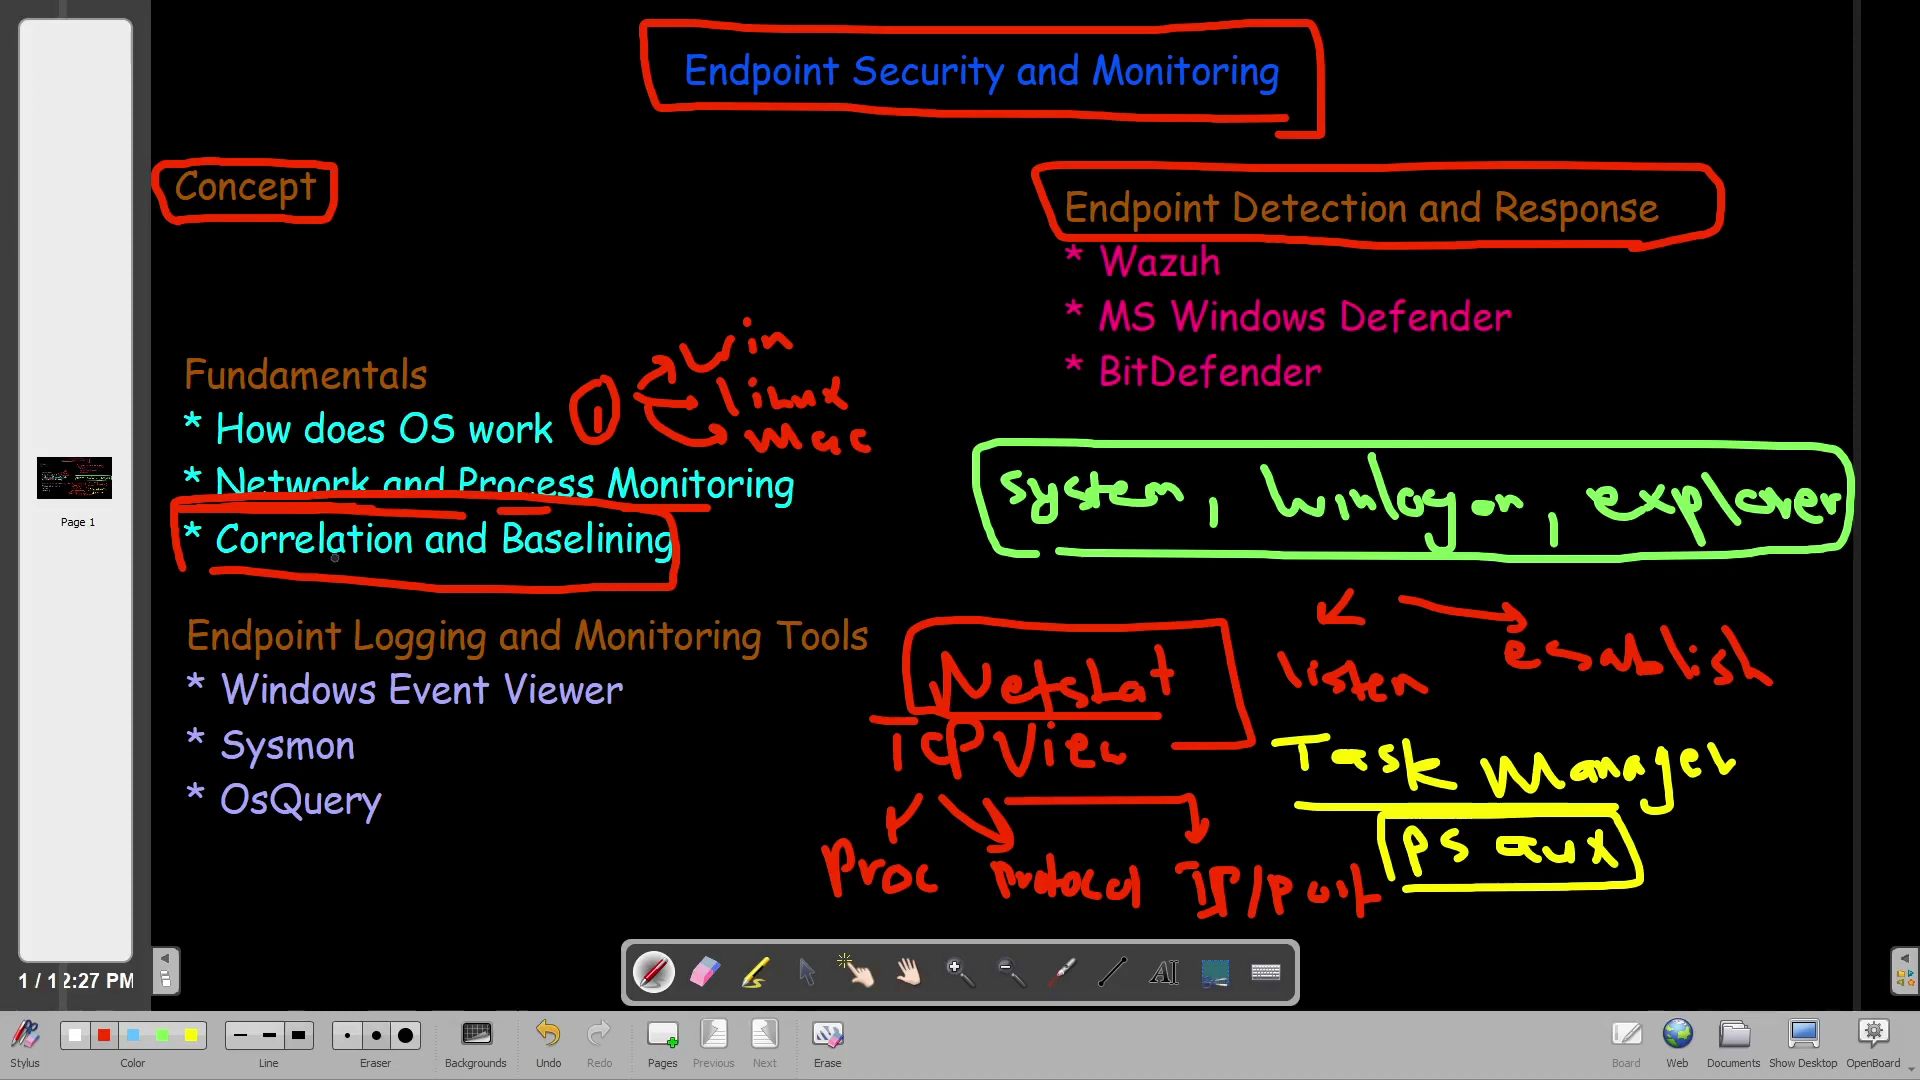 Endpoint Security and Monitoring
Concept
Endpoint Detection and Response
* Wazuh
* MS Windows Defender
* BitDefender
Fundamentals
* How does OS work
1
win
linux
mac
* Network and Process Monitoring
* Correlation and Baselining
system, winlogon, explorer
Endpoint Logging and Monitoring Tools
* Windows Event Viewer
* Sysmon
* OsQuery
Netstat
listen
establish
TCPView
Task Manager
ps aux
proc
protocol
IP/port
Page 1
1 / 1
2:27 PM
Stylus
Color
Line
Eraser
Backgrounds
Undo
Redo
Pages
Previous
Next
Erase
Board
Web
Documents
Show Desktop
OpenBoard
AI